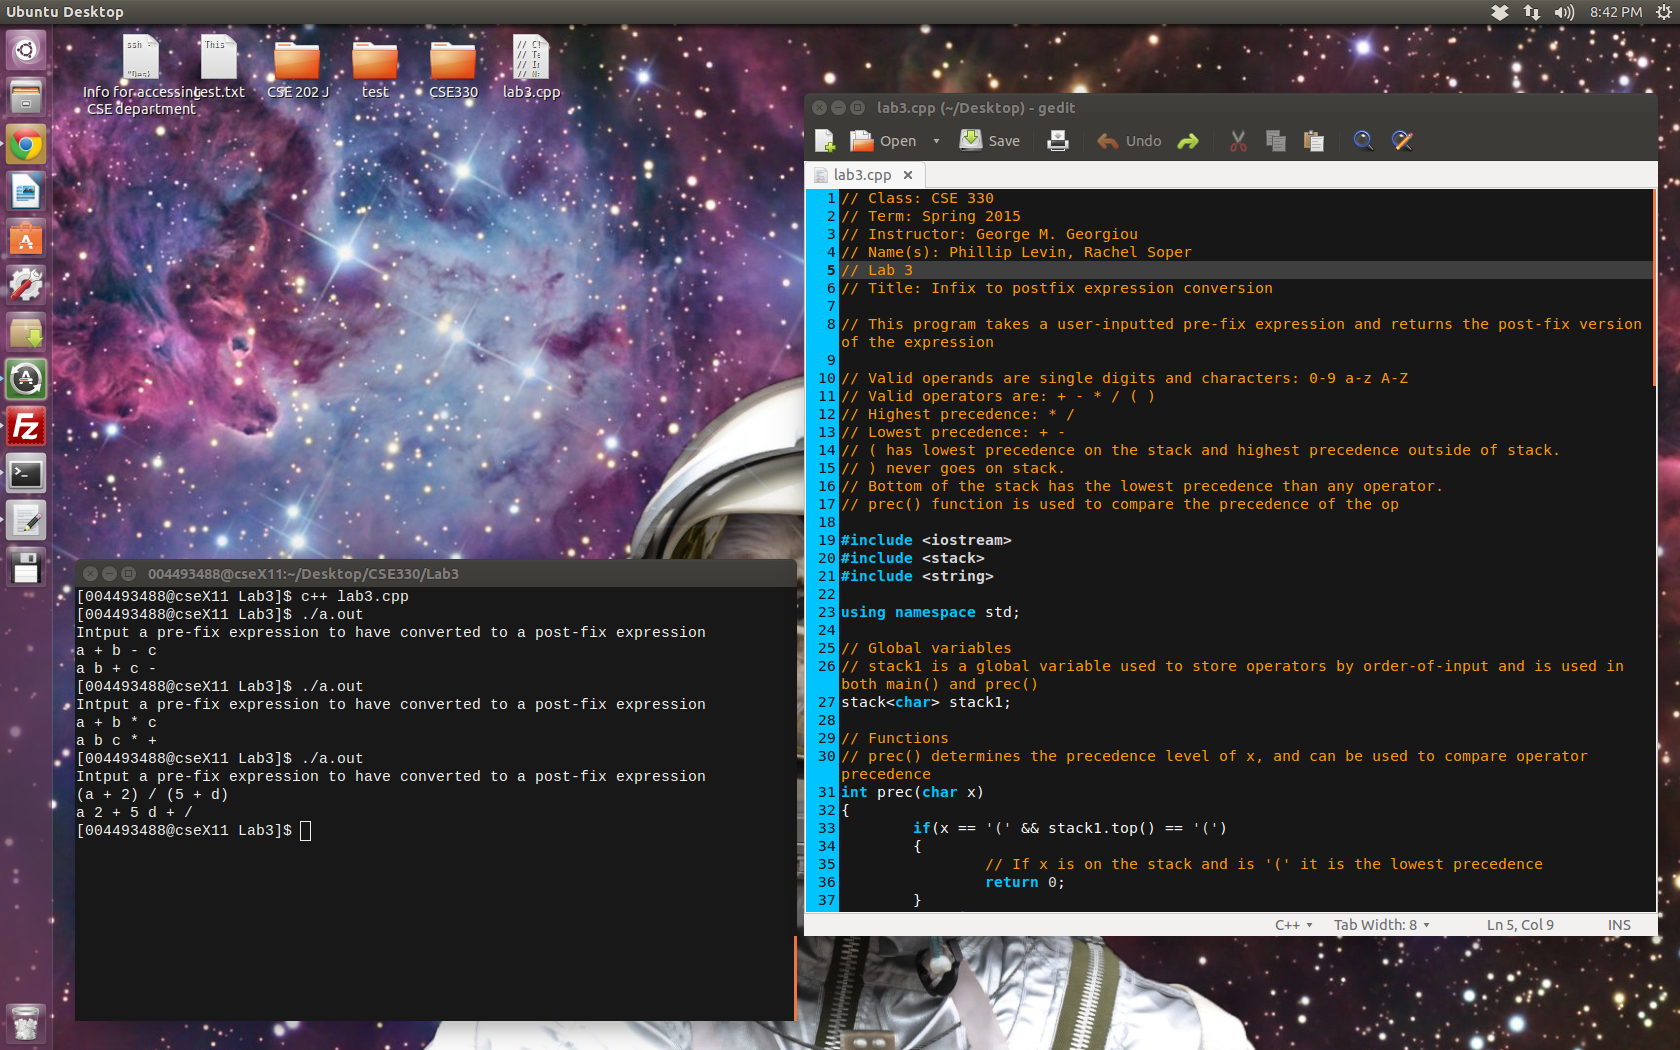 Ubuntu Desktop
8:42 PM
ssh -
"Des
This
// C
// Te
// In
// N
Info for accessing
CSE department
test.txt
CSE 202 J
test
CSE330
lab3.cpp
lab3.cpp (~/Desktop) - gedit
Open
Save
Undo
lab3.cpp
1 // Class: CSE 330
2 // Term: Spring 2015
3 // Instructor: George M. Georgiou
4 // Name(s): Phillip Levin, Rachel Soper
5 // Lab 3
6 // Title: Infix to postfix expression conversion
7
8 // This program takes a user-inputted pre-fix expression and returns the post-fix version
of the expression
9
10 // Valid operands are single digits and characters: 0-9 a-z A-Z
11 // Valid operators are: + - * / ( )
12 // Highest precedence: * /
13 // Lowest precedence: + -
14 // ( has lowest precedence on the stack and highest precedence outside of stack.
15 // ) never goes on stack.
16 // Bottom of the stack has the lowest precedence than any operator.
17 // prec() function is used to compare the precedence of the op
18
19 #include <iostream>
20 #include <stack>
21 #include <string>
22
23 using namespace std;
24
25 // Global variables
26 // stack1 is a global variable used to store operators by order-of-input and is used in
both main() and prec()
27 stack<char> stack1;
28
29 // Functions
30 // prec() determines the precedence level of x, and can be used to compare operator
precedence
31 int prec(char x)
32 {
33 if(x == '(' && stack1.top() == '(')
34 {
35 // If x is on the stack and is '(' it is the lowest precedence
36 return 0;
37 }
C++
Tab Width: 8
Ln 5, Col 9
INS
Fz
004493488@cseX11:~/Desktop/CSE330/Lab3
[004493488@cseX11 Lab3]$ c++ lab3.cpp
[004493488@cseX11 Lab3]$ ./a.out
Intput a pre-fix expression to have converted to a post-fix expression
a + b - c
a b + c -
[004493488@cseX11 Lab3]$ ./a.out
Intput a pre-fix expression to have converted to a post-fix expression
a + b * c
a b c * +
[004493488@cseX11 Lab3]$ ./a.out
Intput a pre-fix expression to have converted to a post-fix expression
(a + 2) / (5 + d)
a 2 + 5 d + /
[004493488@cseX11 Lab3]$